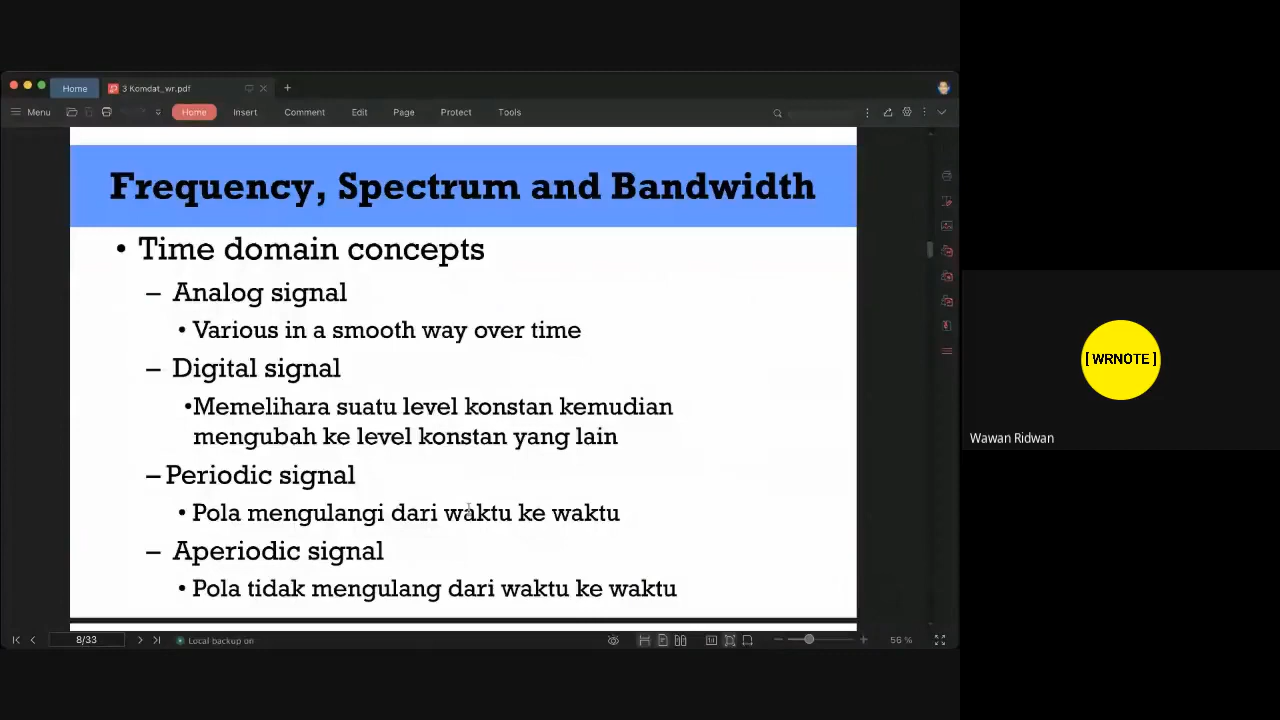 Home
3 Komdat_wr.pdf
Menu
Home
Insert
Comment
Edit
Page
Protect
Tools
Frequency, Spectrum and Bandwidth
• Time domain concepts
– Analog signal
• Various in a smooth way over time
– Digital signal
•Memelihara suatu level konstan kemudian
mengubah ke level konstan yang lain
– Periodic signal
• Pola mengulangi dari waktu ke waktu
– Aperiodic signal
• Pola tidak mengulang dari waktu ke waktu
8/33
Local backup on
56 %
[WRNOTE]
Wawan Ridwan